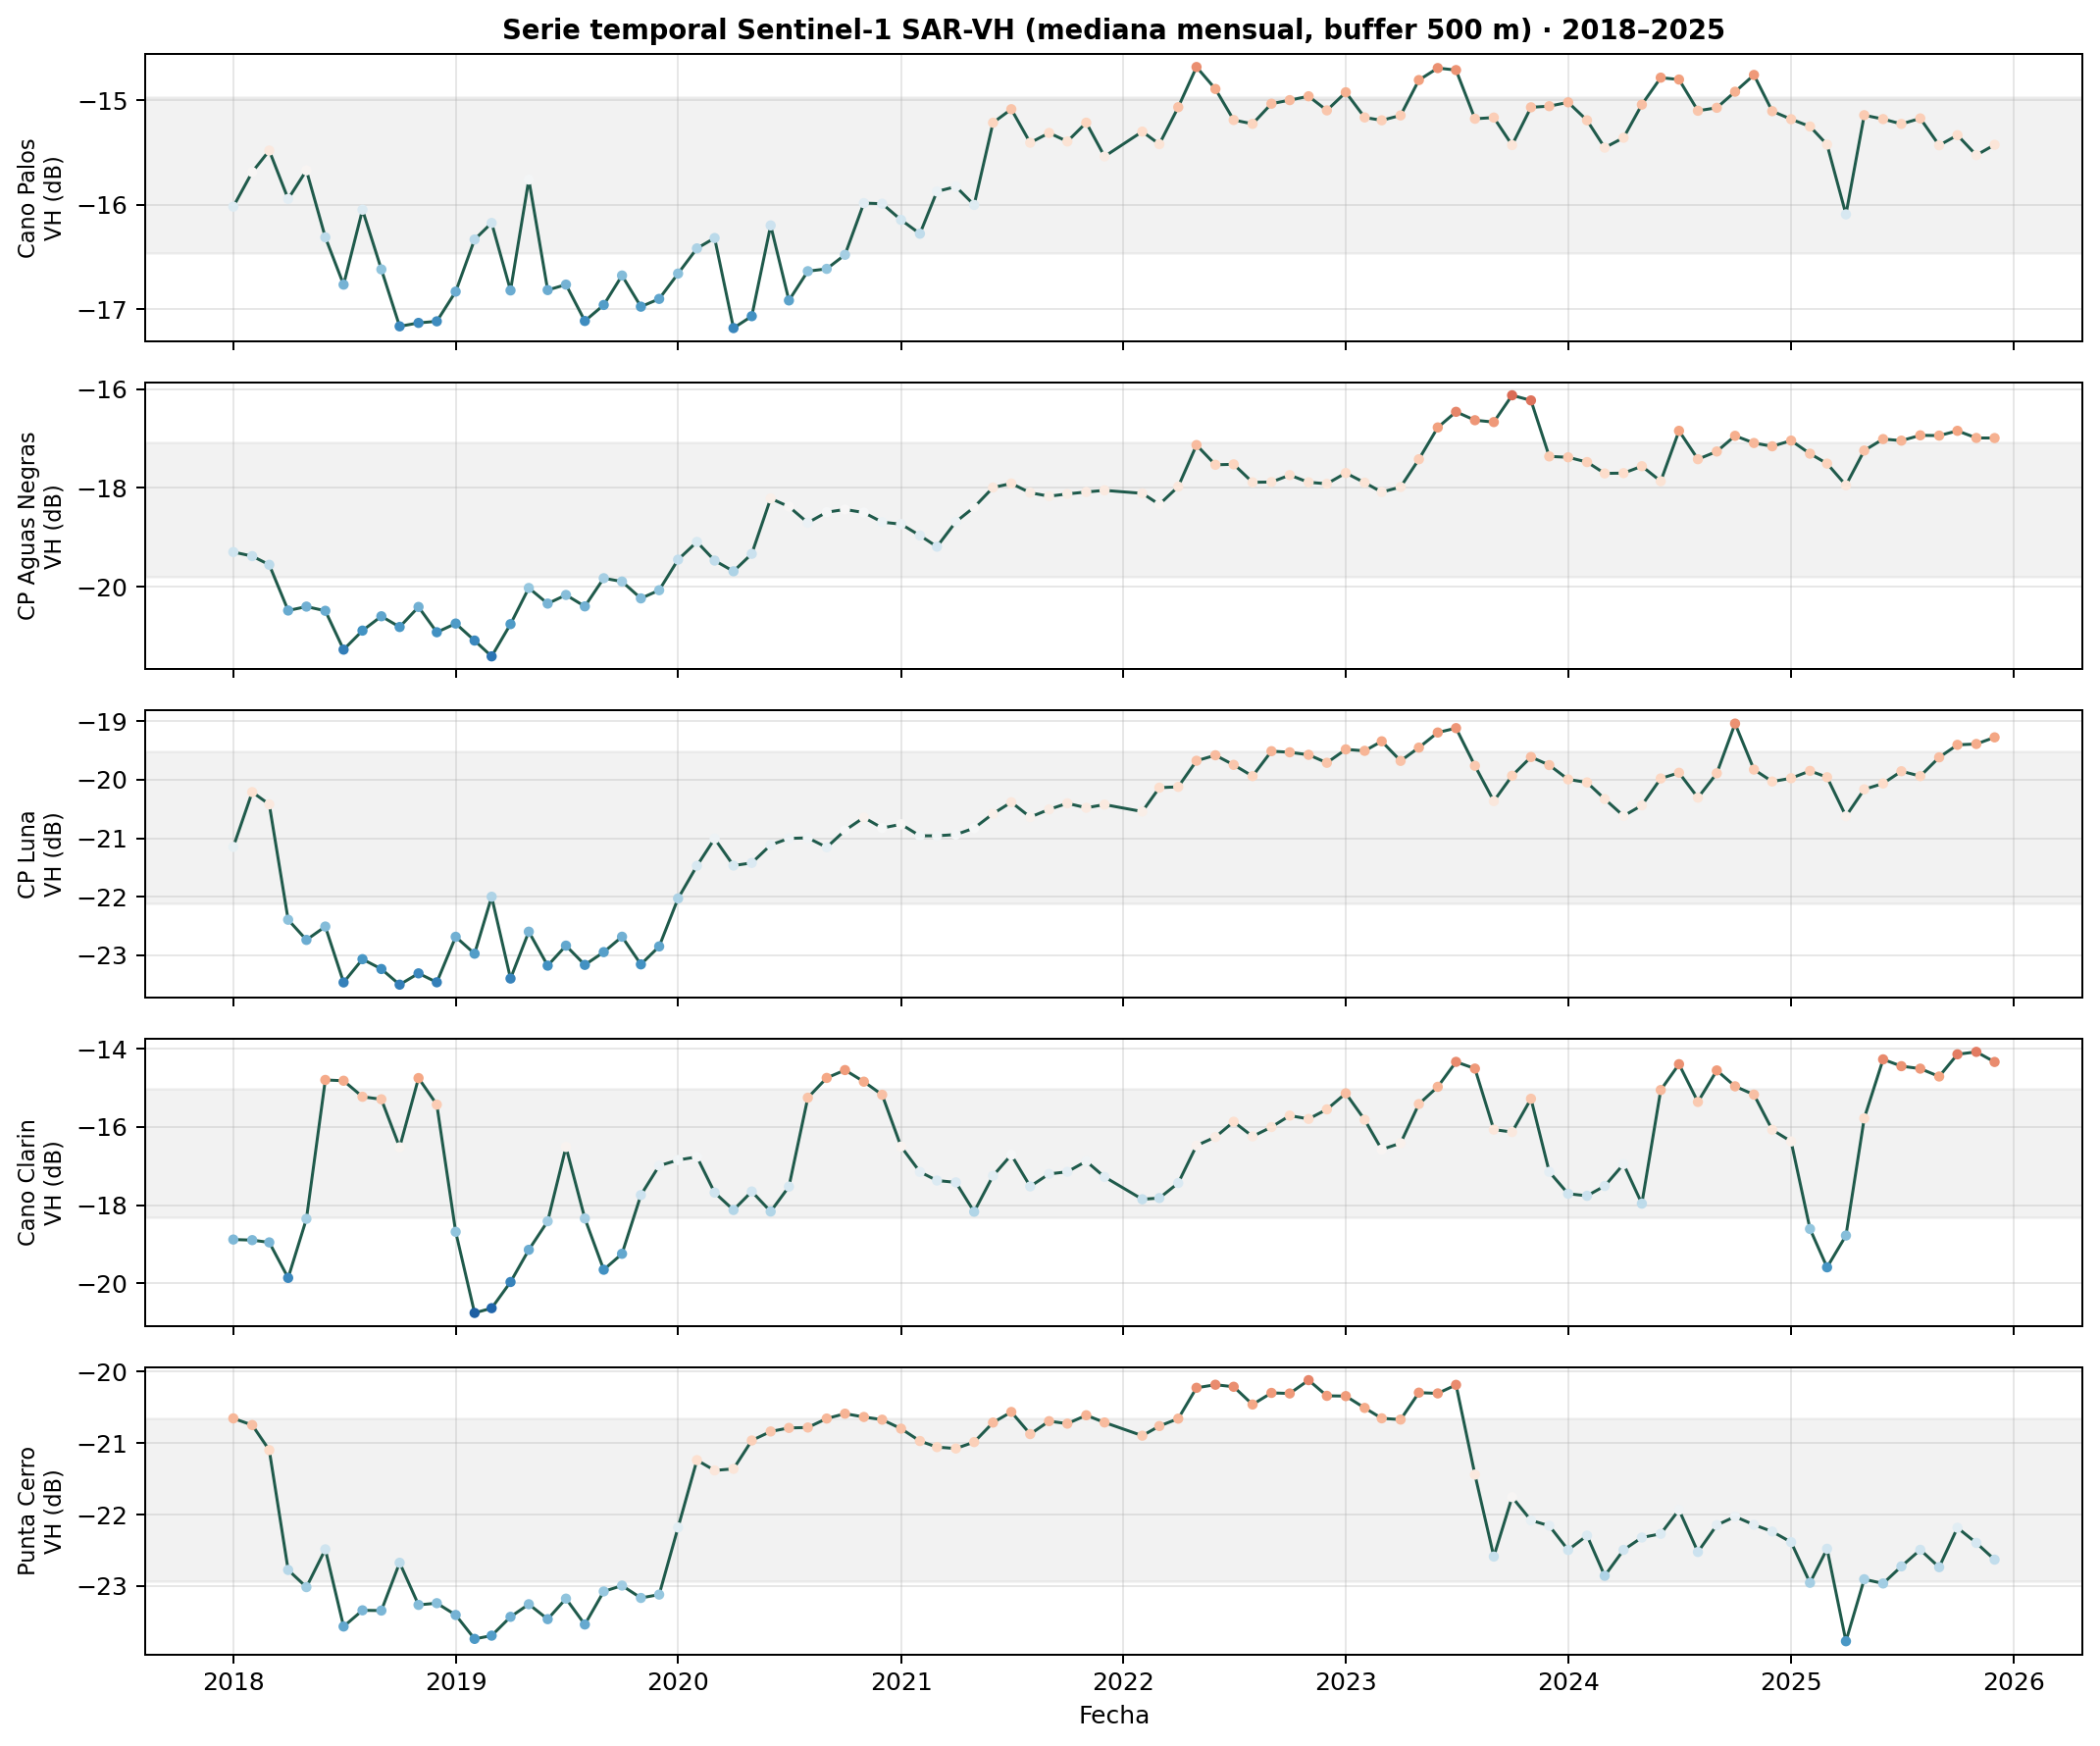 Serie temporal Sentinel-1 SAR-VH (mediana mensual, buffer 500 m) · 2018–2025
Cano Palos
VH (dB)
−15
−16
−17
CP Aguas Negras
VH (dB)
−16
−18
−20
CP Luna
VH (dB)
−19
−20
−21
−22
−23
Cano Clarin
VH (dB)
−14
−16
−18
−20
Punta Cerro
VH (dB)
−20
−21
−22
−23
2018 2019 2020 2021 2022 2023 2024 2025 2026
Fecha